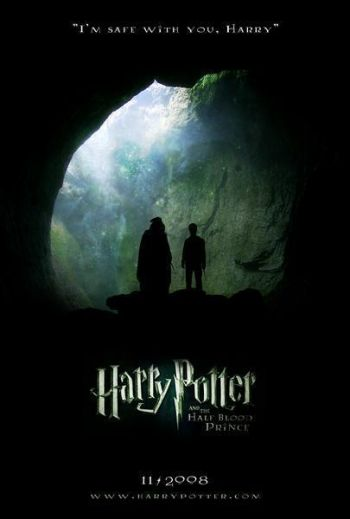 "I'm safe with you, Harry"
Harry Potter
and the
Half Blood
Prince
11/2008
www.harrypotter.com